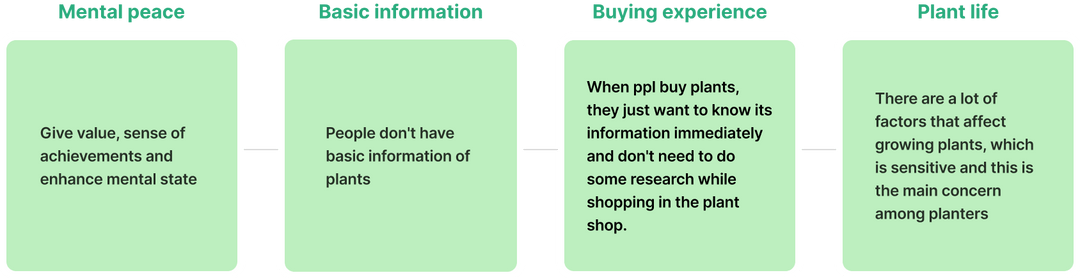 Mental peace
Give value, sense of
achievements and
enhance mental state
Basic information
People don't have
basic information of
plants
Buying experience
When ppl buy plants,
they just want to know its
information immediately
and don't need to do
some research while
shopping in the plant
shop.
Plant life
There are a lot of
factors that affect
growing plants, which
is sensitive and this is
the main concern
among planters